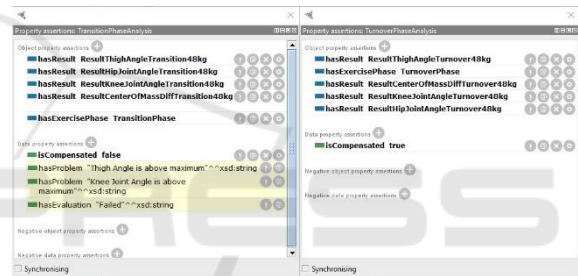 Property assertions: TransitionPhaseAnalysis
Object property assertions
hasResult ResultThighAngleTransition48kg
hasResult ResultHipJointAngleTransition48kg
hasResult ResultKneeJointAngleTransition48kg
hasResult ResultCenterOfMassDiffTransition48kg
hasExercisePhase TransitionPhase
Data property assertions
isCompensated false
hasProblem "Thigh Angle is above maximum"^^xsd:string
hasProblem "Knee Joint Angle is above
maximum"^^xsd:string
hasEvaluation "Failed"^^xsd:string
Negative object property assertions
Negative data property assertions
Synchronising
Property assertions: TurnoverPhaseAnalysis
Object property assertions
hasResult ResultThighAngleTurnover48kg
hasExercisePhase TurnoverPhase
hasResult ResultCenterOfMassDiffTurnover48kg
hasResult ResultKneeJointAngleTurnover48kg
hasResult ResultHipJointAngleTurnover48kg
Data property assertions
isCompensated true
Negative object property assertions
Negative data property assertions
Synchronising